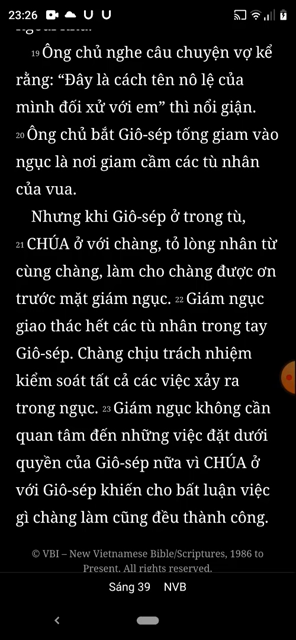 23:26
19 Ông chủ nghe câu chuyện vợ kể
rằng: “Đây là cách tên nô lệ của
mình đối xử với em” thì nổi giận.
20 Ông chủ bắt Giô-sép tống giam vào
ngục là nơi giam cầm các tù nhân
của vua.
Nhưng khi Giô-sép ở trong tù,
21 CHÚA ở với chàng, tỏ lòng nhân từ
cùng chàng, làm cho chàng được ơn
trước mặt giám ngục. 22 Giám ngục
giao thác hết các tù nhân trong tay
Giô-sép. Chàng chịu trách nhiệm
kiểm soát tất cả các việc xảy ra
trong ngục. 23 Giám ngục không cần
quan tâm đến những việc đặt dưới
quyền của Giô-sép nữa vì CHÚA ở
với Giô-sép khiến cho bất luận việc
gì chàng làm cũng đều thành công.
© VBI – New Vietnamese Bible/Scriptures, 1986 to
Present. All rights reserved.
Sáng 39 NVB